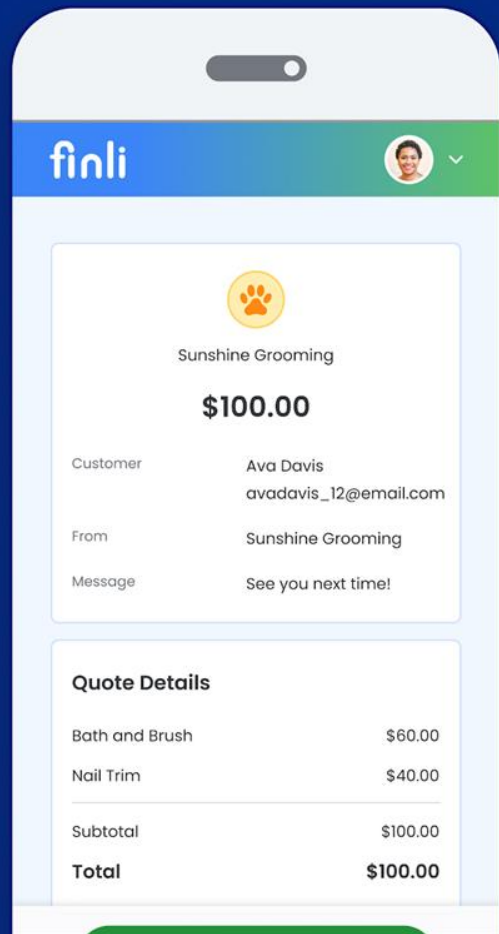 finli
Sunshine Grooming
$100.00
Customer Ava Davis
avadavis_12@email.com
From Sunshine Grooming
Message See you next time!
Quote Details
Bath and Brush $60.00
Nail Trim $40.00
Subtotal $100.00
Total $100.00